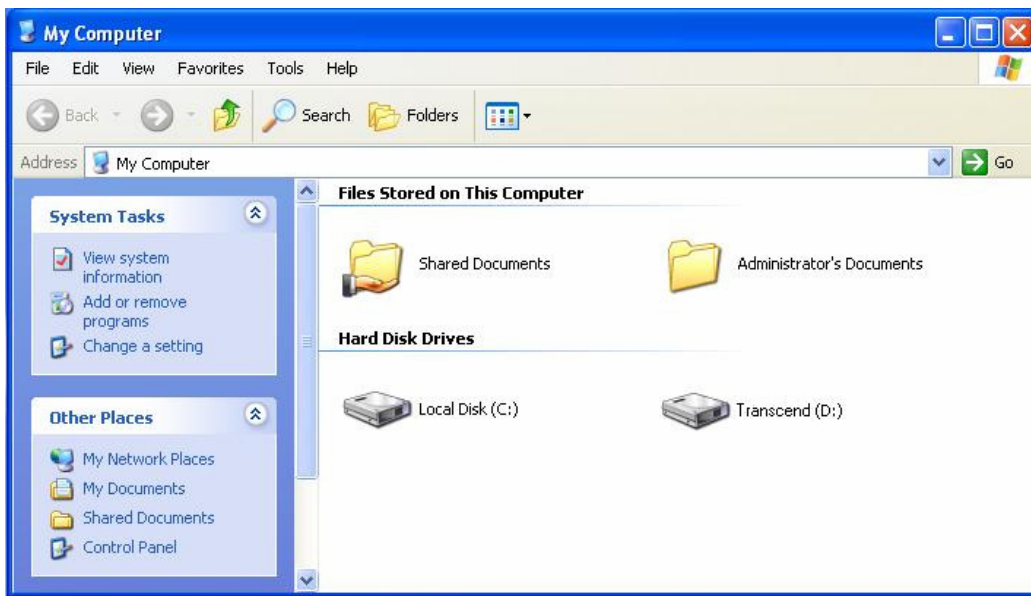 My Computer
File Edit View Favorites Tools Help
Back Search Folders
Address My Computer Go
System Tasks
View system
information
Add or remove
programs
Change a setting
Other Places
My Network Places
My Documents
Shared Documents
Control Panel
Files Stored on This Computer
Shared Documents Administrator's Documents
Hard Disk Drives
Local Disk (C:) Transcend (D:)